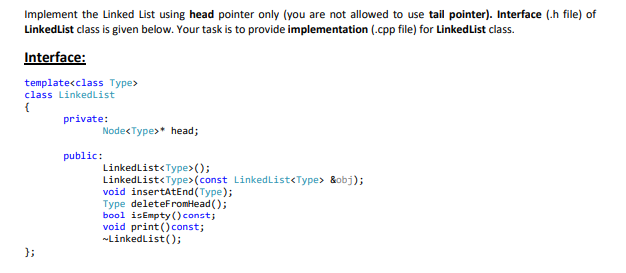 Implement the Linked List using head pointer only (you are not allowed to use tail pointer). Interface (.h file) of
LinkedList class is given below. Your task is to provide implementation (.cpp file) for LinkedList class.
Interface:
template<class Type>
class LinkedList
{
private:
Node<Type>* head;
public:
LinkedList<Type>();
LinkedList<Type>(const LinkedList<Type> &obj);
void insertAtEnd(Type);
Type deleteFromHead();
bool isEmpty()const;
void print()const;
~LinkedList();
};